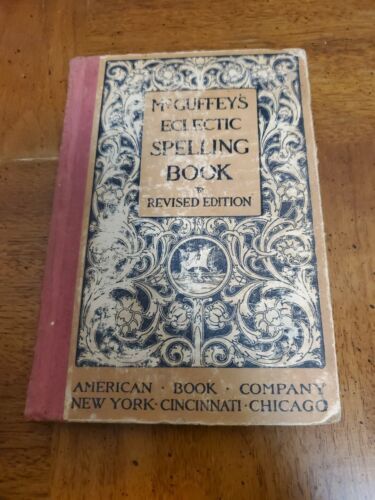 McGUFFEY'S
ECLECTIC
SPELLING
BOOK
REVISED EDITION
AMERICAN · BOOK · COMPANY
NEW YORK · CINCINNATI · CHICAGO